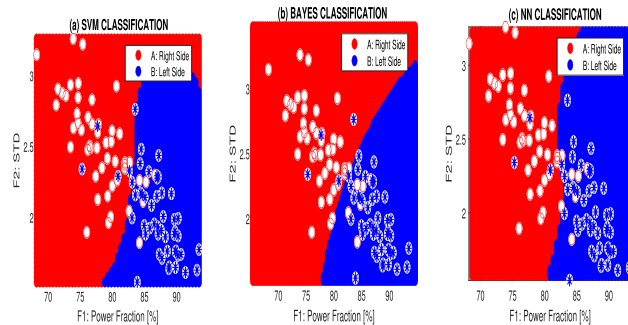 (a) SVM CLASSIFICATION
A: Right Side
B: Left Side
F2: STD
3
2.5
2
70 75 80 85 90
F1: Power Fraction [%]
(b) BAYES CLASSIFICATION
A: Right Side
B: Left Side
F2: STD
3
2.5
2
70 75 80 85 90
F1: Power Fraction [%]
(c) NN CLASSIFICATION
A: Right Side
B: Left Side
F2: STD
3
2.5
2
70 75 80 85 90
F1: Power Fraction [%]